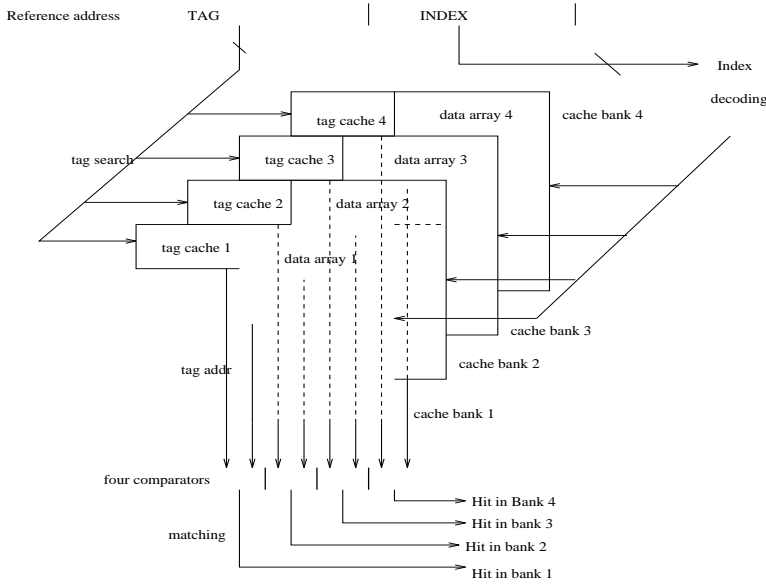 Reference address TAG INDEX
Index
decoding
tag cache 4 data array 4 cache bank 4
tag search tag cache 3 data array 3
tag cache 2 data array 2
tag cache 1 data array 1
cache bank 3
tag addr cache bank 2
cache bank 1
four comparators
Hit in Bank 4
Hit in bank 3
matching
Hit in bank 2
Hit in bank 1